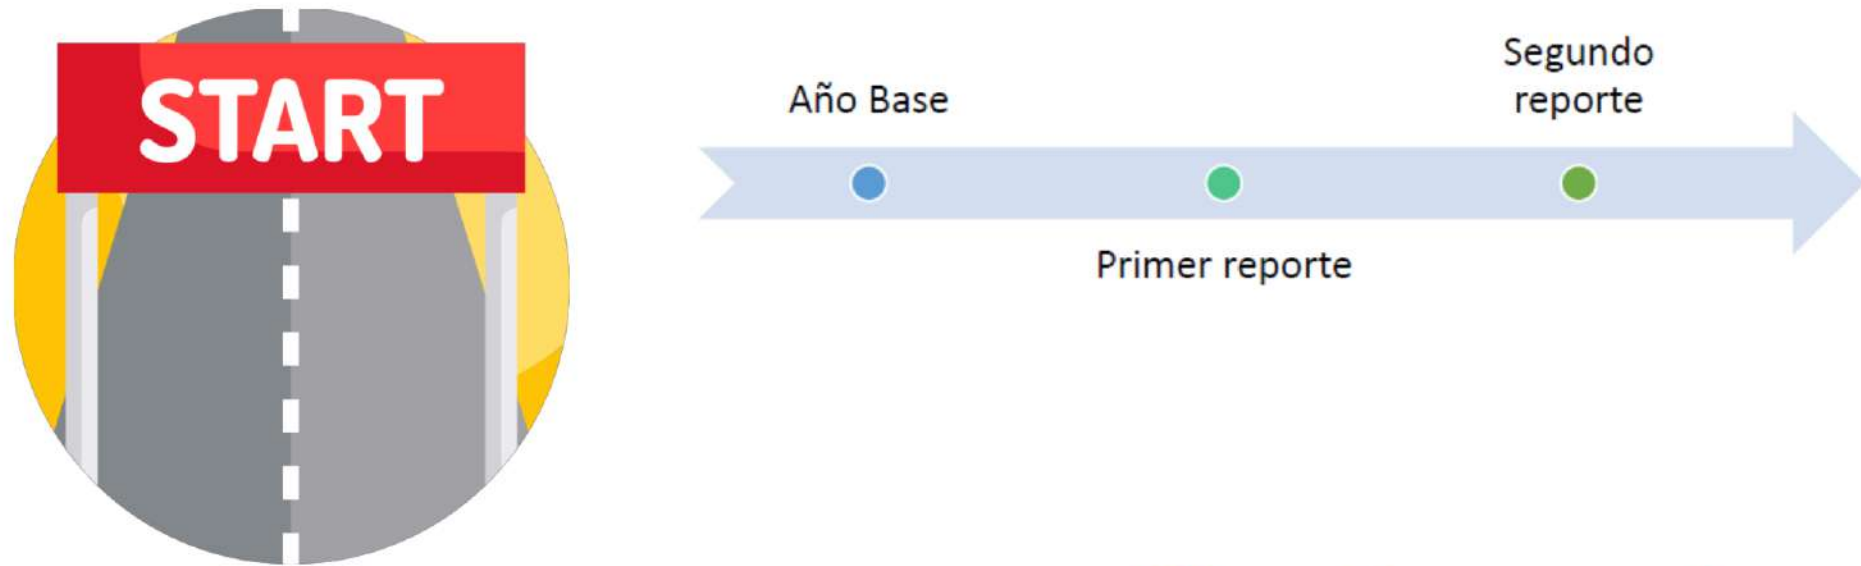 START
Año Base
Primer reporte
Segundo
reporte